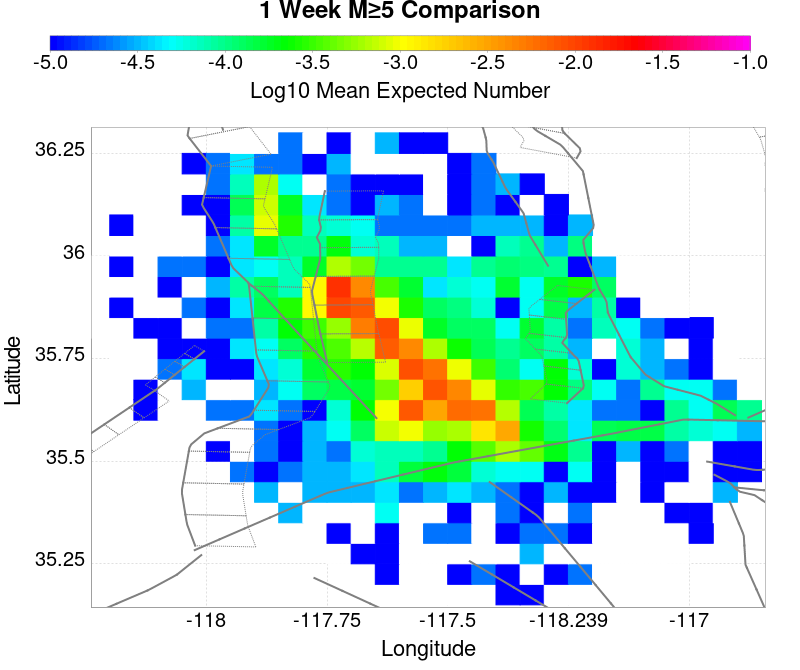 1 Week M≥5 Comparison
-5.0 -4.5 -4.0 -3.5 -3.0 -2.5 -2.0 -1.5 -1.0
Log10 Mean Expected Number
36.25
36
35.75
35.5
35.25
Latitude
-118 -117.75 -117.5 -118.239 -117
Longitude